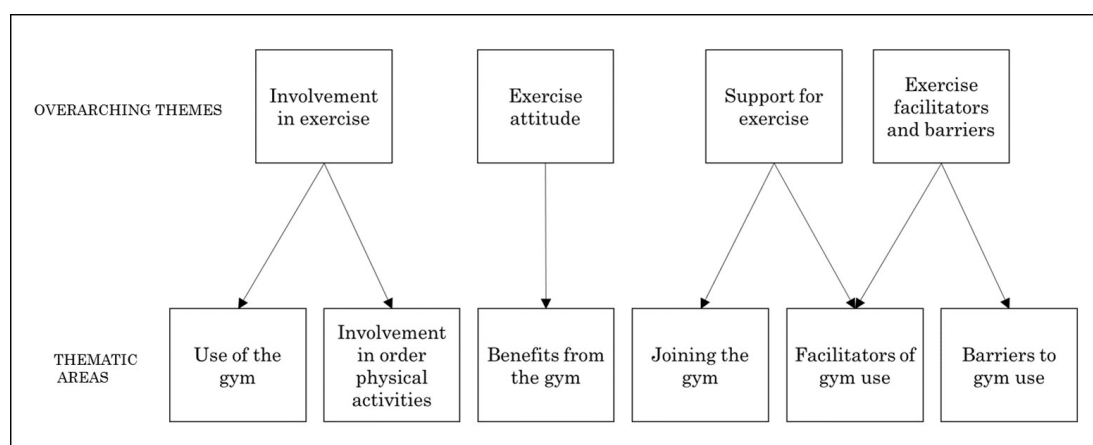 OVERARCHING THEMES
Involvement
in exercise
Exercise
attitude
Support for
exercise
Exercise
facilitators
and barriers
THEMATIC
AREAS
Use of the
gym
Involvement
in order
physical
activities
Benefits from
the gym
Joining the
gym
Facilitators of
gym use
Barriers to
gym use